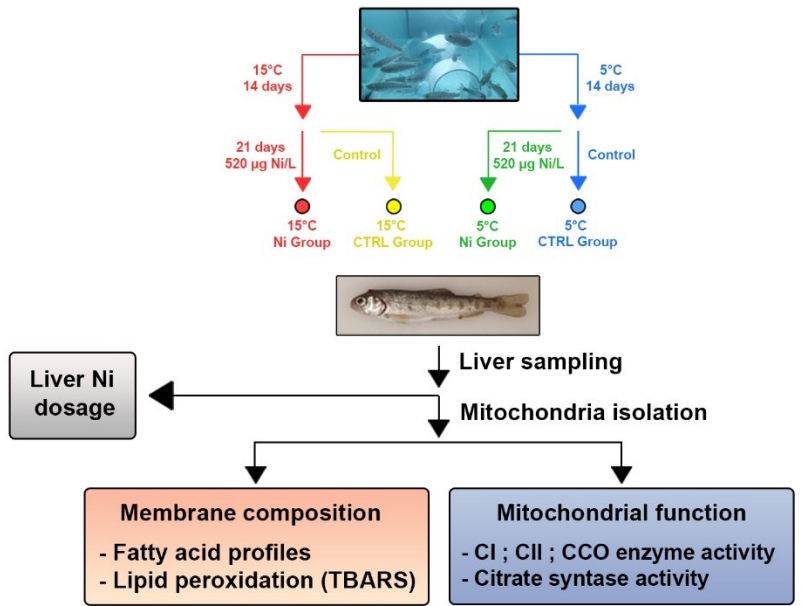 15°C
14 days
5°C
14 days
21 days
520 µg Ni/L
Control
21 days
520 µg Ni/L
Control
15°C
Ni Group
15°C
CTRL Group
5°C
Ni Group
5°C
CTRL Group
Liver sampling
Liver Ni
dosage
Mitochondria isolation
Membrane composition
- Fatty acid profiles
- Lipid peroxidation (TBARS)
Mitochondrial function
- CI ; CII ; CCO enzyme activity
- Citrate syntase activity